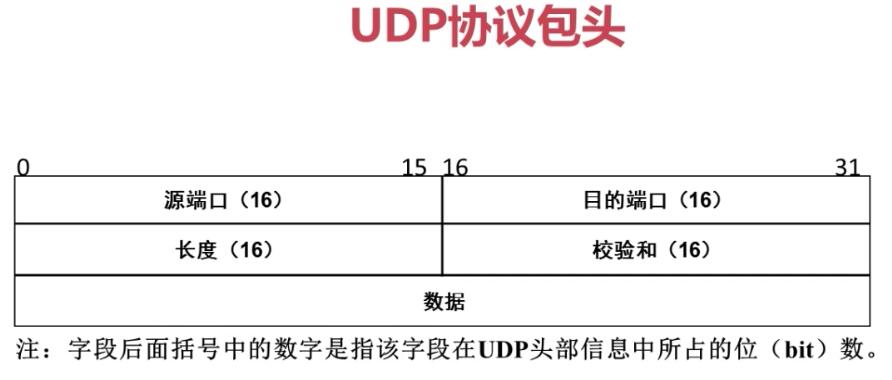 UDP协议包头
0 15 16 31
源端口（16） 目的端口（16）
长度（16） 校验和（16）
数据
注：字段后面括号中的数字是指该字段在UDP头部信息中所占的位（bit）数。